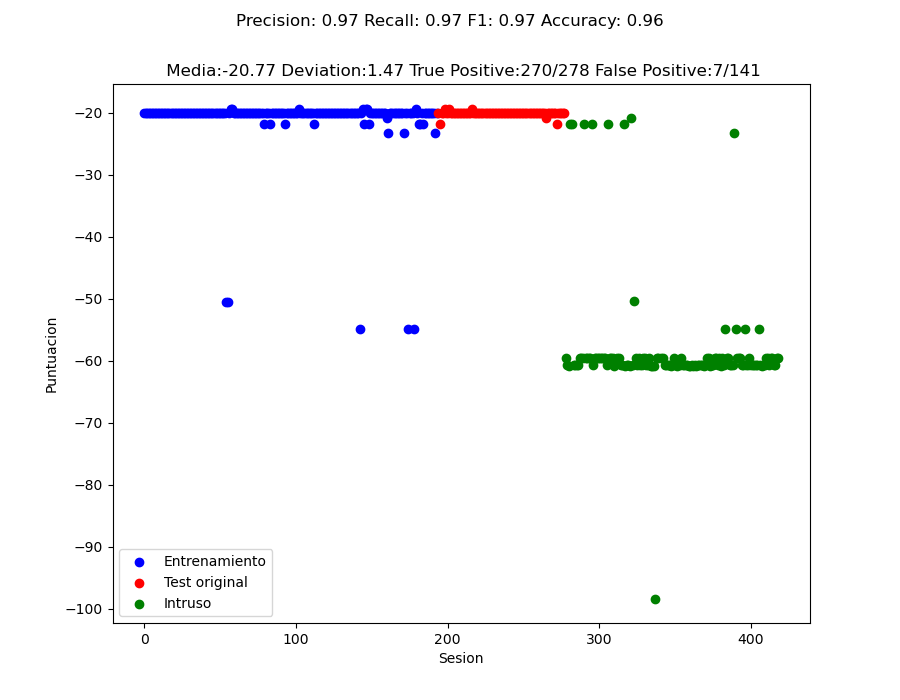 Precision: 0.97 Recall: 0.97 F1: 0.97 Accuracy: 0.96
Media:-20.77 Deviation:1.47 True Positive:270/278 False Positive:7/141
−20
−30
−40
−50
−60
−70
−80
−90
−100
Puntuacion
Entrenamiento
Test original
Intruso
0 100 200 300 400
Sesion